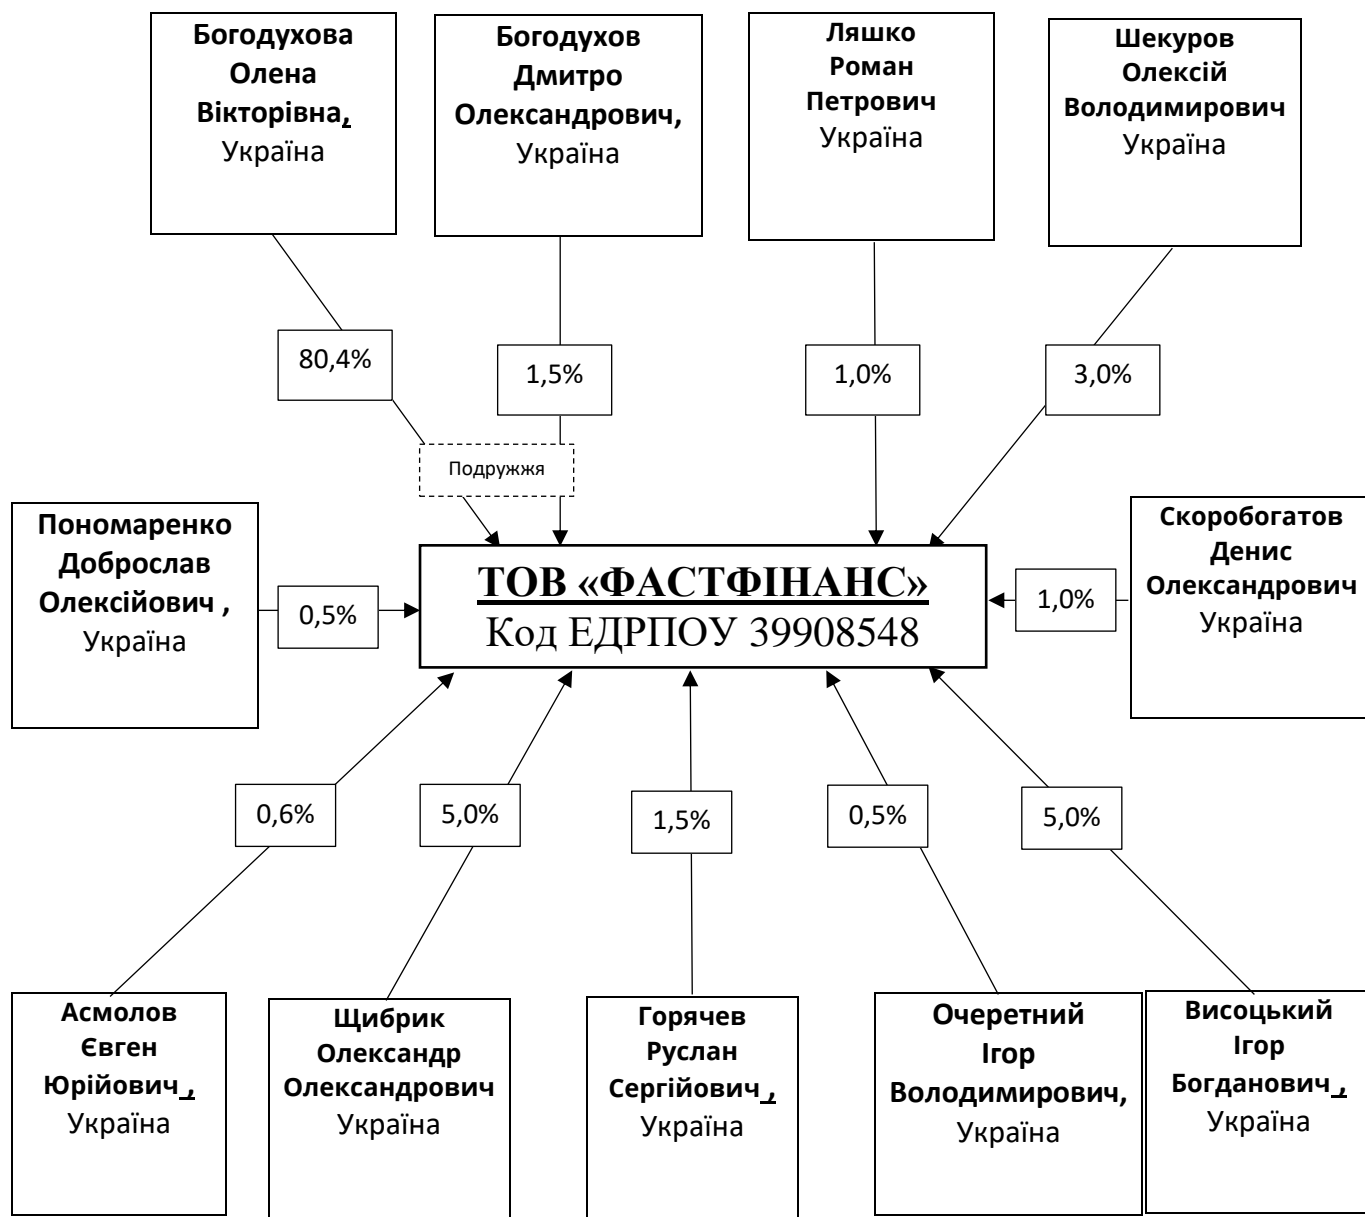 Богодухова
Олена
Вікторівна,
Україна
Богодухов
Дмитро
Олександрович,
Україна
Ляшко
Роман
Петрович
Україна
Шекуров
Олексій
Володимирович
Україна
80,4%
1,5%
1,0%
3,0%
Подружжя
Пономаренко
Доброслав
Олексійович ,
Україна
0,5%
ТОВ «ФАСТФІНАНС»
Код ЕДРПОУ 39908548
1,0%
Скоробогатов
Денис
Олександрович
Україна
0,6%
5,0%
1,5%
0,5%
5,0%
Асмолов
Євген
Юрійович ,
Україна
Щибрик
Олександр
Олександрович
Україна
Горячев
Руслан
Сергійович ,
Україна
Очеретний
Ігор
Володимирович,
Україна
Висоцький
Ігор
Богданович ,
Україна